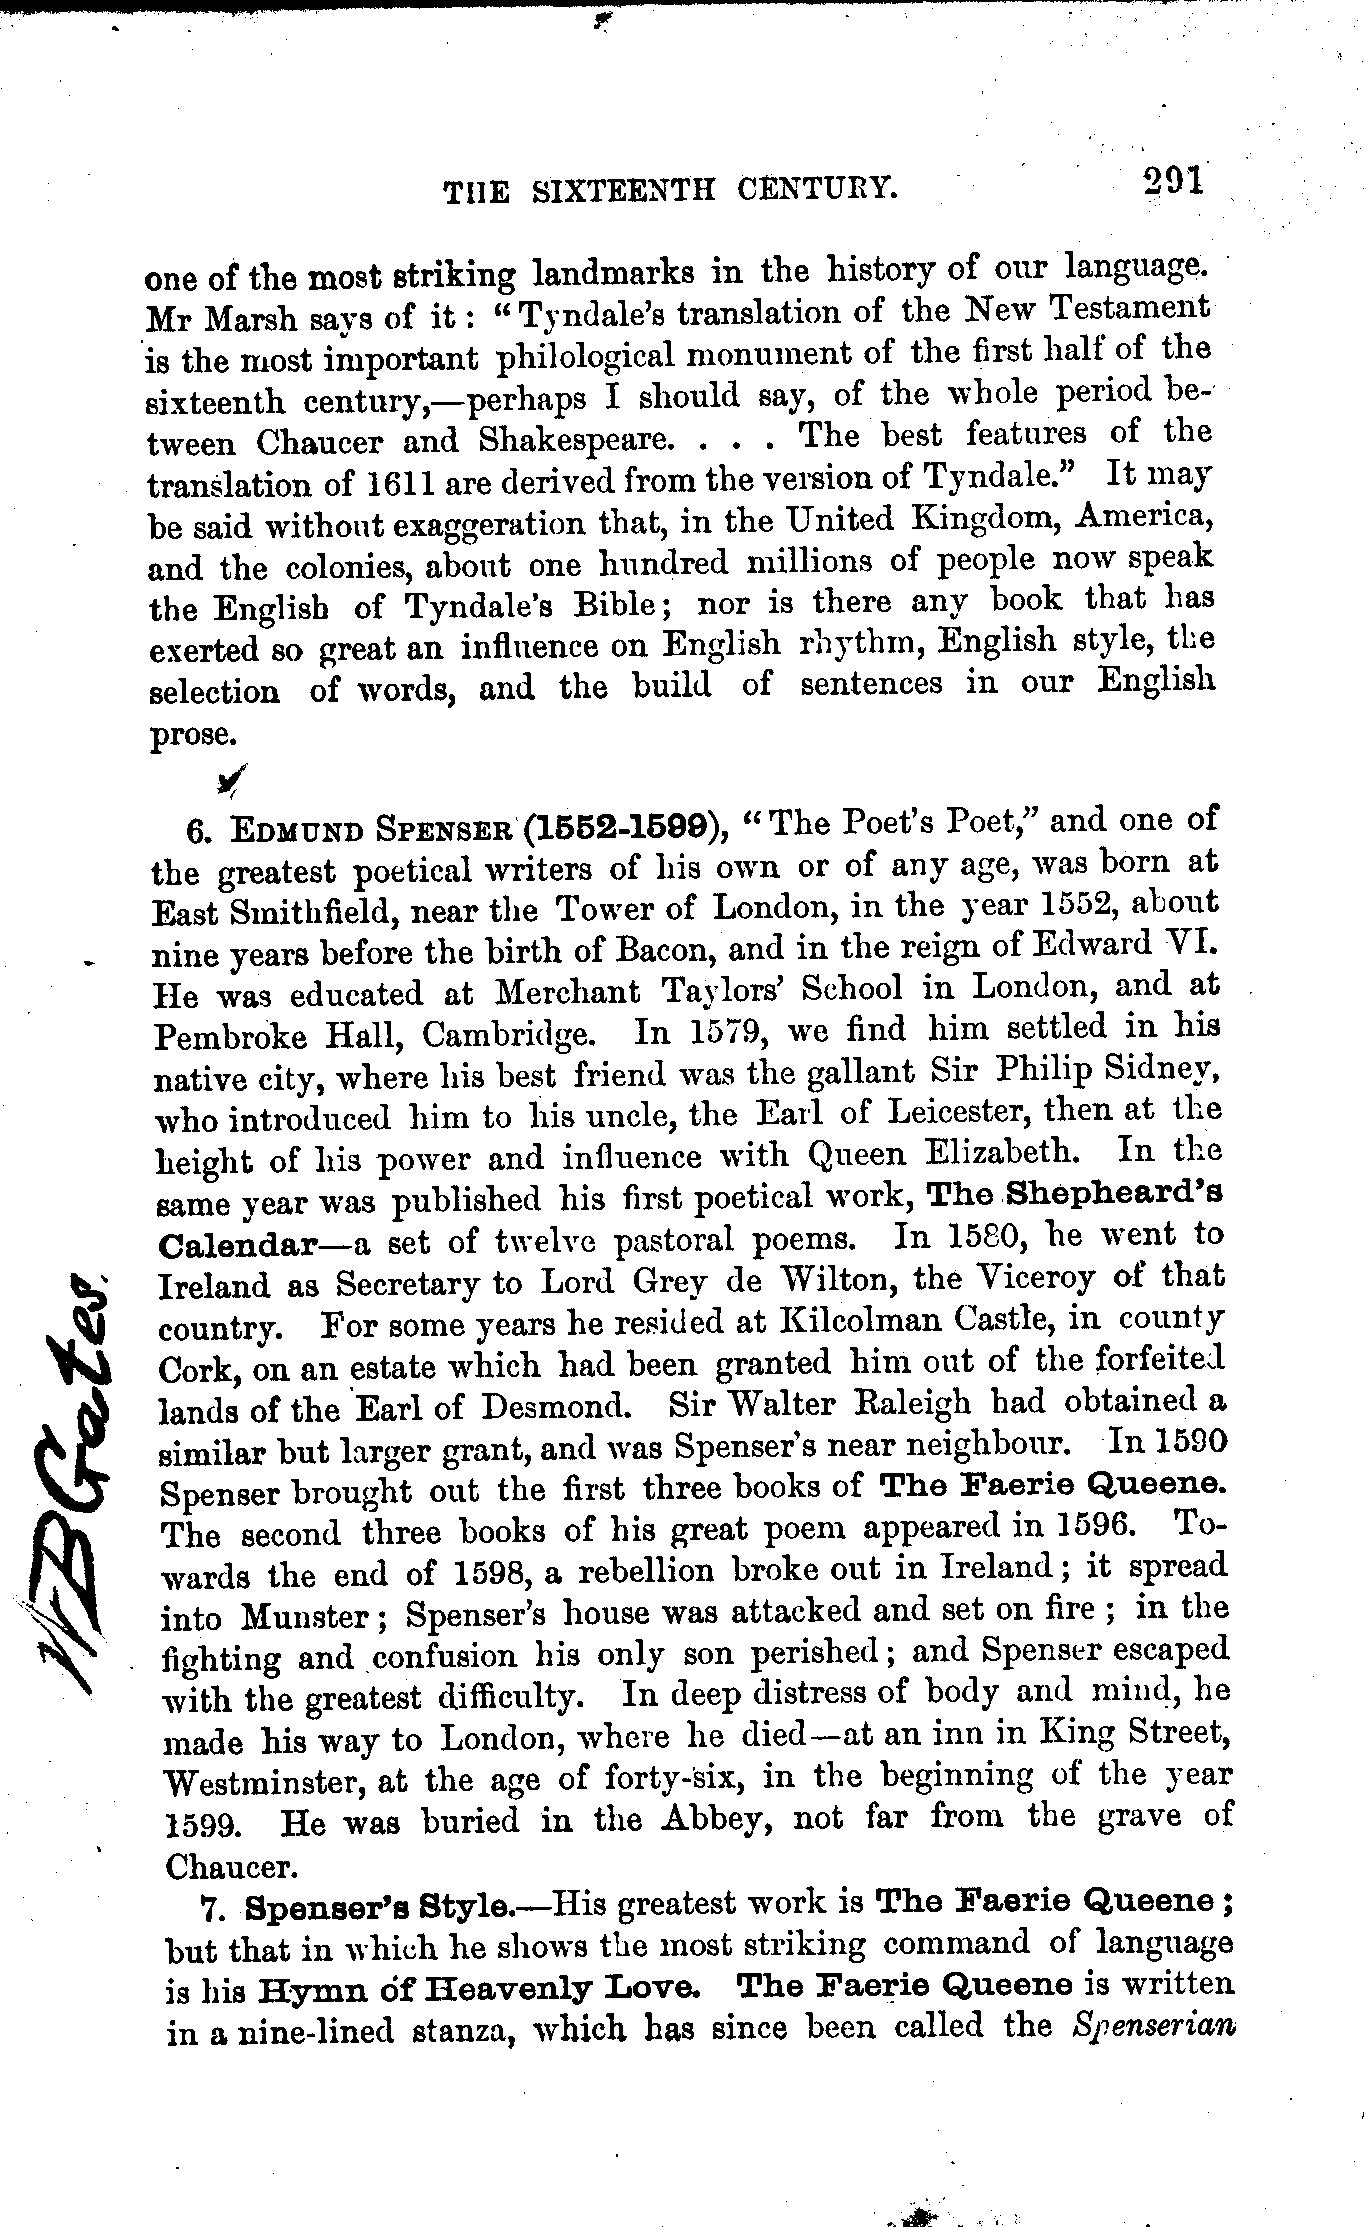 THE SIXTEENTH CENTURY. 291
one of the most striking landmarks in the history of our language.
Mr Marsh says of it : “Tyndale’s translation of the New Testament
is the most important philological monument of the first half of the
sixteenth century,—perhaps I should say, of the whole period be-
tween Chaucer and Shakespeare. . . . The best features of the
translation of 1611 are derived from the version of Tyndale.” It may
be said without exaggeration that, in the United Kingdom, America,
and the colonies, about one hundred millions of people now speak
the English of Tyndale’s Bible; nor is there any book that has
exerted so great an influence on English rhythm, English style, the
selection of words, and the build of sentences in our English
prose.
6. EDMUND SPENSER (1552-1599), “The Poet’s Poet,” and one of
the greatest poetical writers of his own or of any age, was born at
East Smithfield, near the Tower of London, in the year 1552, about
nine years before the birth of Bacon, and in the reign of Edward VI.
He was educated at Merchant Taylors’ School in London, and at
Pembroke Hall, Cambridge. In 1579, we find him settled in his
native city, where his best friend was the gallant Sir Philip Sidney,
who introduced him to his uncle, the Earl of Leicester, then at the
height of his power and influence with Queen Elizabeth. In the
same year was published his first poetical work, The Shepheard’s
Calendar—a set of twelve pastoral poems. In 1580, he went to
Ireland as Secretary to Lord Grey de Wilton, the Viceroy of that
country. For some years he resided at Kilcolman Castle, in county
Cork, on an estate which had been granted him out of the forfeited
lands of the Earl of Desmond. Sir Walter Raleigh had obtained a
similar but larger grant, and was Spenser’s near neighbour. In 1590
Spenser brought out the first three books of The Faerie Queene.
The second three books of his great poem appeared in 1596. To-
wards the end of 1598, a rebellion broke out in Ireland; it spread
into Munster; Spenser’s house was attacked and set on fire; in the
fighting and confusion his only son perished; and Spenser escaped
with the greatest difficulty. In deep distress of body and mind, he
made his way to London, where he died—at an inn in King Street,
Westminster, at the age of forty-six, in the beginning of the year
1599. He was buried in the Abbey, not far from the grave of
Chaucer.
7. Spenser’s Style.—His greatest work is The Faerie Queene;
but that in which he shows the most striking command of language
is his Hymn of Heavenly Love. The Faerie Queene is written
in a nine-lined stanza, which has since been called the Spenserian
WBGates.